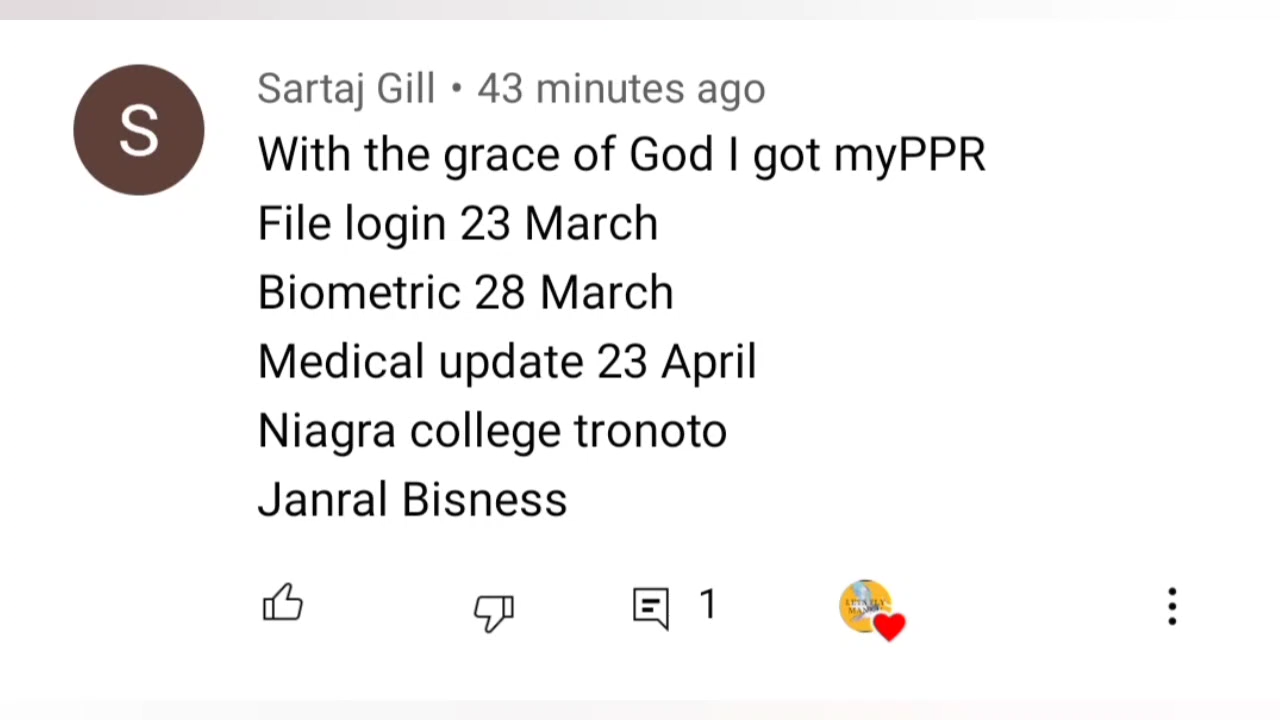 S
Sartaj Gill • 43 minutes ago
With the grace of God I got myPPR
File login 23 March
Biometric 28 March
Medical update 23 April
Niagra college tronoto
Janral Bisness
1